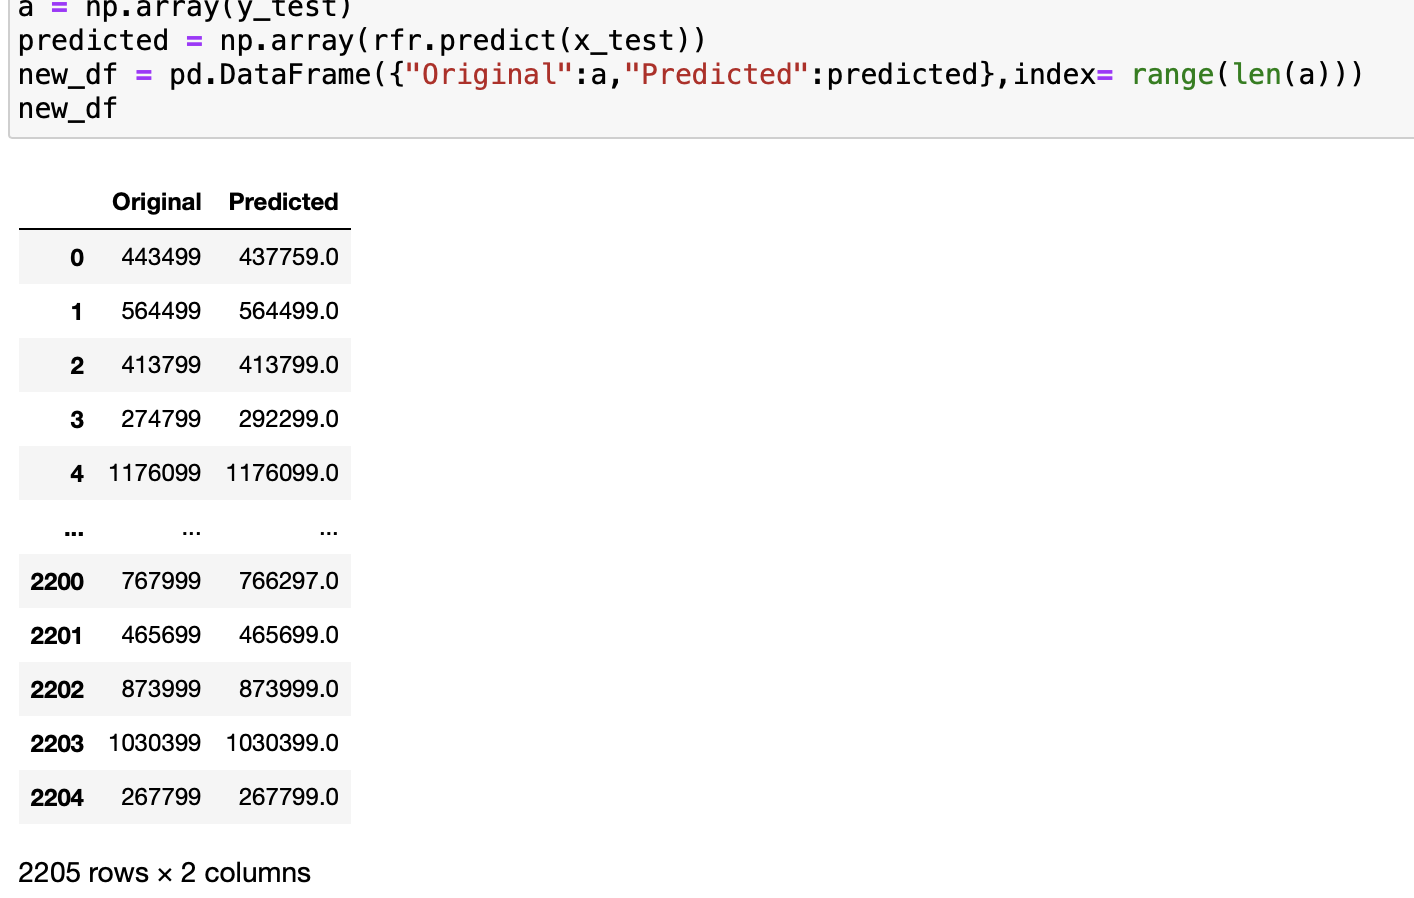 a = np.array(y_test)
predicted = np.array(rfr.predict(x_test))
new_df = pd.DataFrame({"Original":a,"Predicted":predicted},index= range(len(a)))
new_df
Original Predicted
0 443499 437759.0
1 564499 564499.0
2 413799 413799.0
3 274799 292299.0
4 1176099 1176099.0
... ... ...
2200 767999 766297.0
2201 465699 465699.0
2202 873999 873999.0
2203 1030399 1030399.0
2204 267799 267799.0
2205 rows × 2 columns